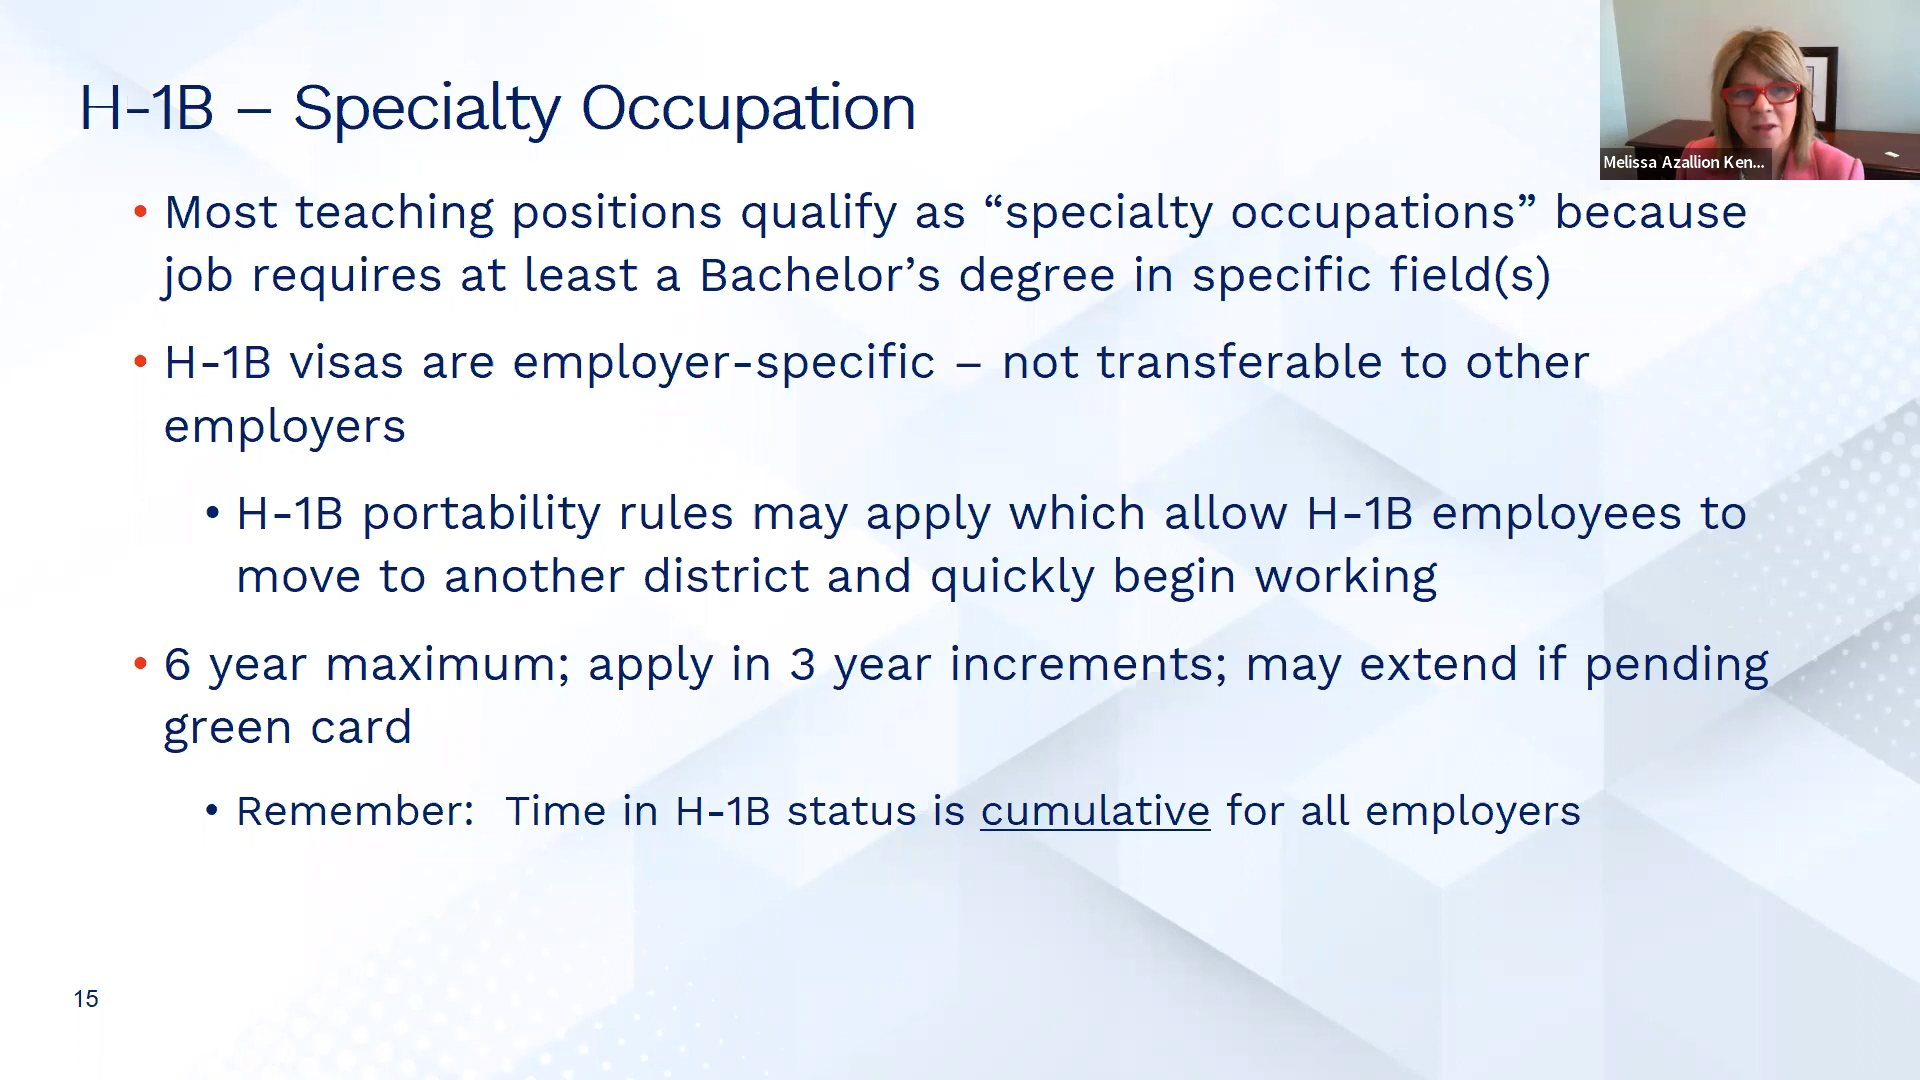 H-1B – Specialty Occupation
Melissa Azallion Ken...
• Most teaching positions qualify as “specialty occupations” because
job requires at least a Bachelor’s degree in specific field(s)
• H-1B visas are employer-specific – not transferable to other
employers
• H-1B portability rules may apply which allow H-1B employees to
move to another district and quickly begin working
• 6 year maximum; apply in 3 year increments; may extend if pending
green card
• Remember:  Time in H-1B status is cumulative for all employers
15